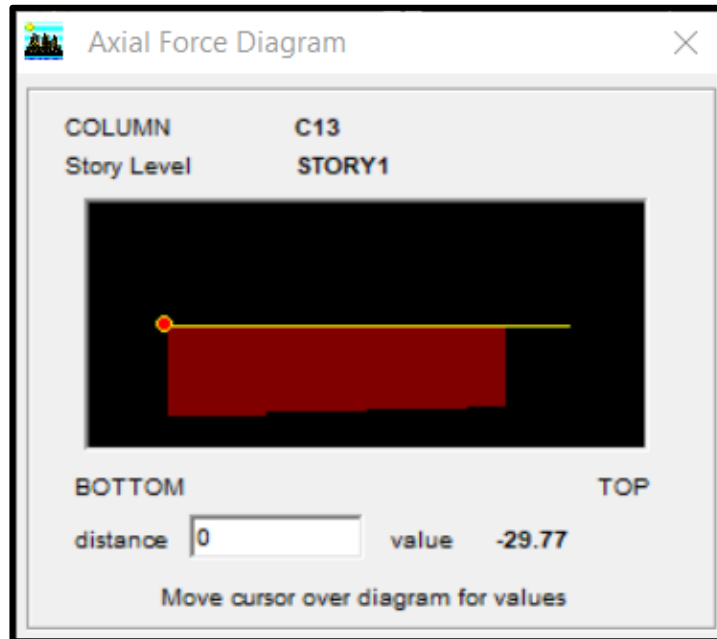 Axial Force Diagram
COLUMN C13
Story Level STORY1
BOTTOM TOP
distance 0 value -29.77
Move cursor over diagram for values